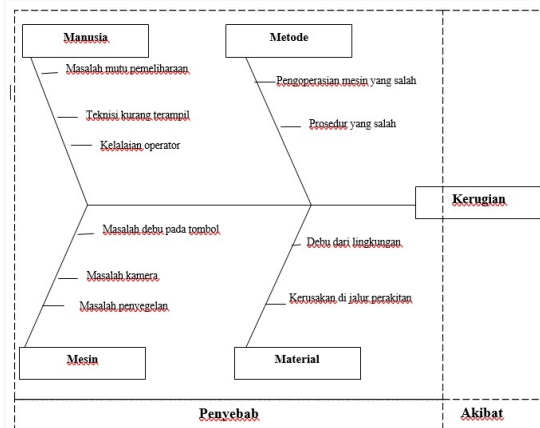 Manusia
Metode
Masalah mutu pemeliharaan
Pengoperasian mesin yang salah
Teknisi kurang terampil
Prosedur yang salah
Kelalaian operator
Kerugian
Masalah debu pada tombol
Debu dari lingkungan
Masalah kamera
Kerusakan di jalur perakitan
Masalah penyegelan
Mesin
Material
Penyebab
Akibat